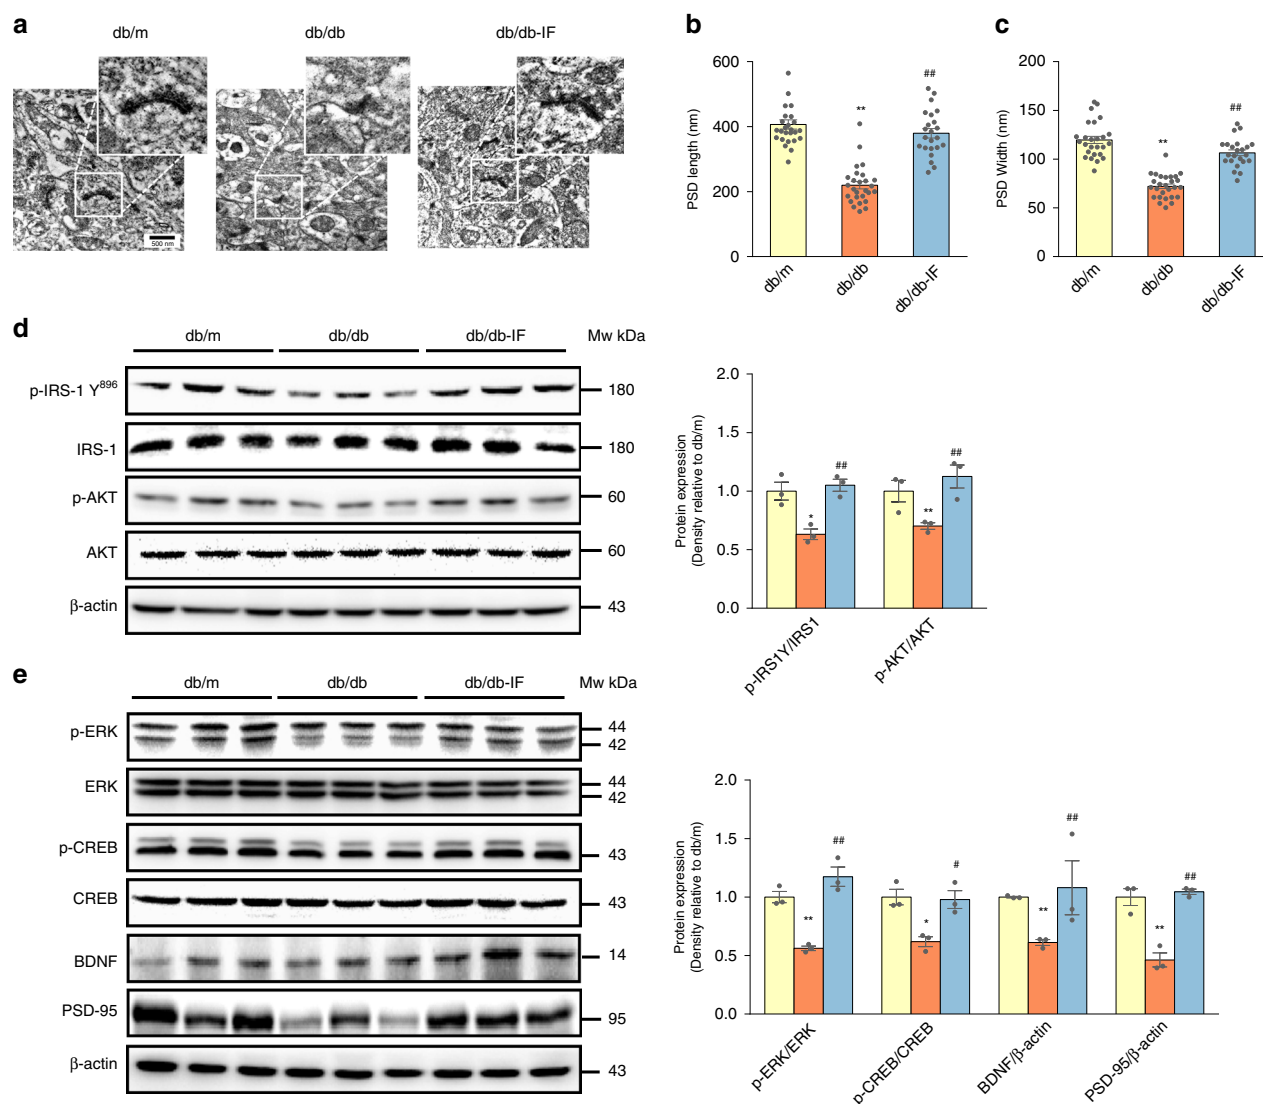 a
db/m
db/db
db/db-IF
500 nm
b
PSD length (nm)
600
400
200
0
**
##
db/m
db/db
db/db-IF
c
PSD Width (nm)
200
150
100
50
0
**
##
db/m
db/db
db/db-IF
d
db/m
db/db
db/db-IF
Mw kDa
p-IRS-1 Y896
180
IRS-1
180
p-AKT
60
AKT
60
β-actin
43
Protein expression
(Density relative to db/m)
2.0
1.5
1.0
0.5
0.0
*
##
**
##
p-IRS1Y/IRS1
p-AKT/AKT
e
db/m
db/db
db/db-IF
Mw kDa
p-ERK
44
42
ERK
44
42
p-CREB
43
CREB
43
BDNF
14
PSD-95
95
β-actin
43
Protein expression
(Density relative to db/m)
2.0
1.5
1.0
0.5
0.0
**
##
*
#
**
##
**
##
p-ERK/ERK
p-CREB/CREB
BDNF/β-actin
PSD-95/β-actin